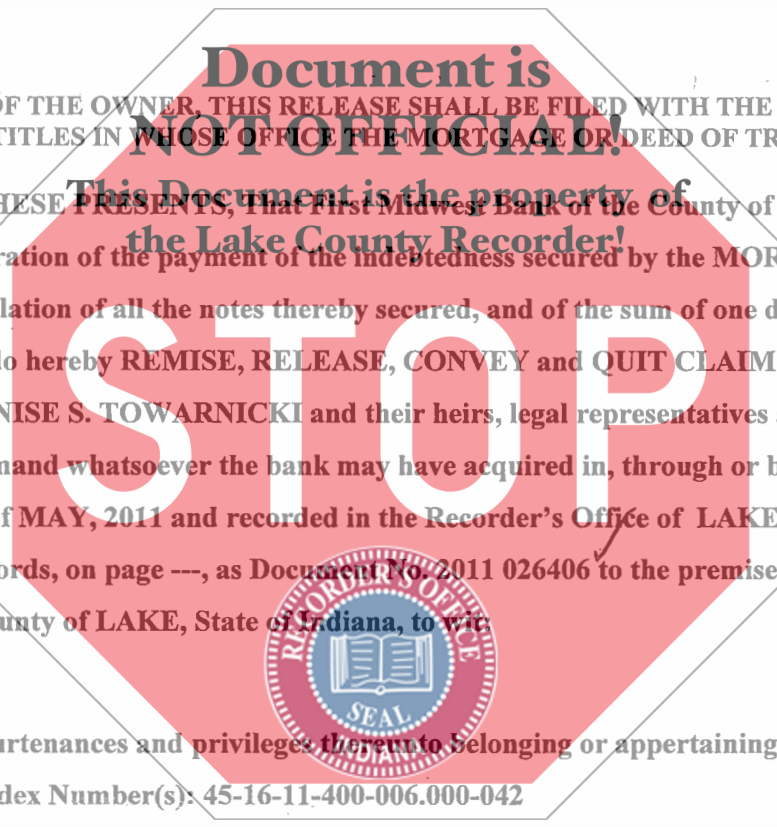 Document is
OF THE OWNER, THIS RELEASE SHALL BE FILED WITH THE
TITLES IN WHOSE OFFICE THE MORTGAGE OR DEED OF TR
NOT OFFICIAL!
HESE PRESENTS, That First Midwest Bank of the County of
This Document is the property of
the Lake County Recorder!
ration of the payment of the indebtedness secured by the MOR
lation of all the notes thereby secured, and of the sum of one d
do hereby REMISE, RELEASE, CONVEY and QUIT CLAIM
NISE S. TOWARNICKI and their heirs, legal representatives
mand whatsoever the bank may have acquired in, through or b
STOP
f MAY, 2011 and recorded in the Recorder's Office of LAKE
ords, on page ---, as Document No. 2011 026406 to the premise
unty of LAKE, State of Indiana, to wit:
RECORDER'S OFFICE
SEAL
INDIANA
urtenances and privileges thereunto belonging or appertaining
dex Number(s): 45-16-11-400-006.000-042